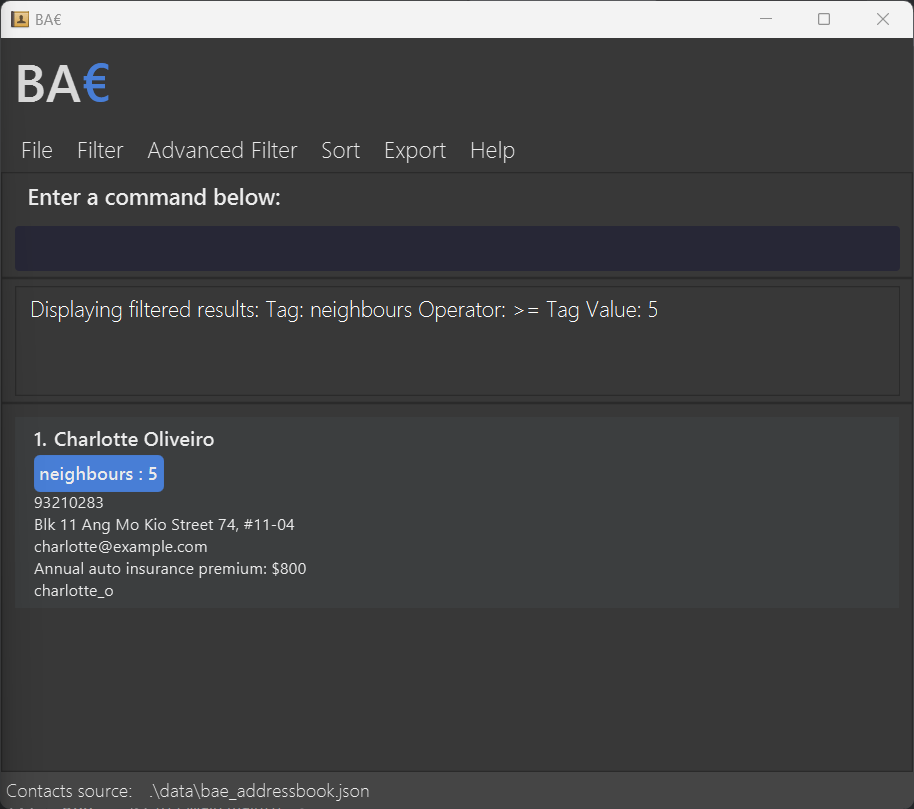 BA€
BA€
File Filter Advanced Filter Sort Export Help
Enter a command below:
Displaying filtered results: Tag: neighbours Operator: >= Tag Value: 5
1. Charlotte Oliveiro
neighbours : 5
93210283
Blk 11 Ang Mo Kio Street 74, #11-04
charlotte@example.com
Annual auto insurance premium: $800
charlotte_o
Contacts source: .\data\bae_addressbook.json